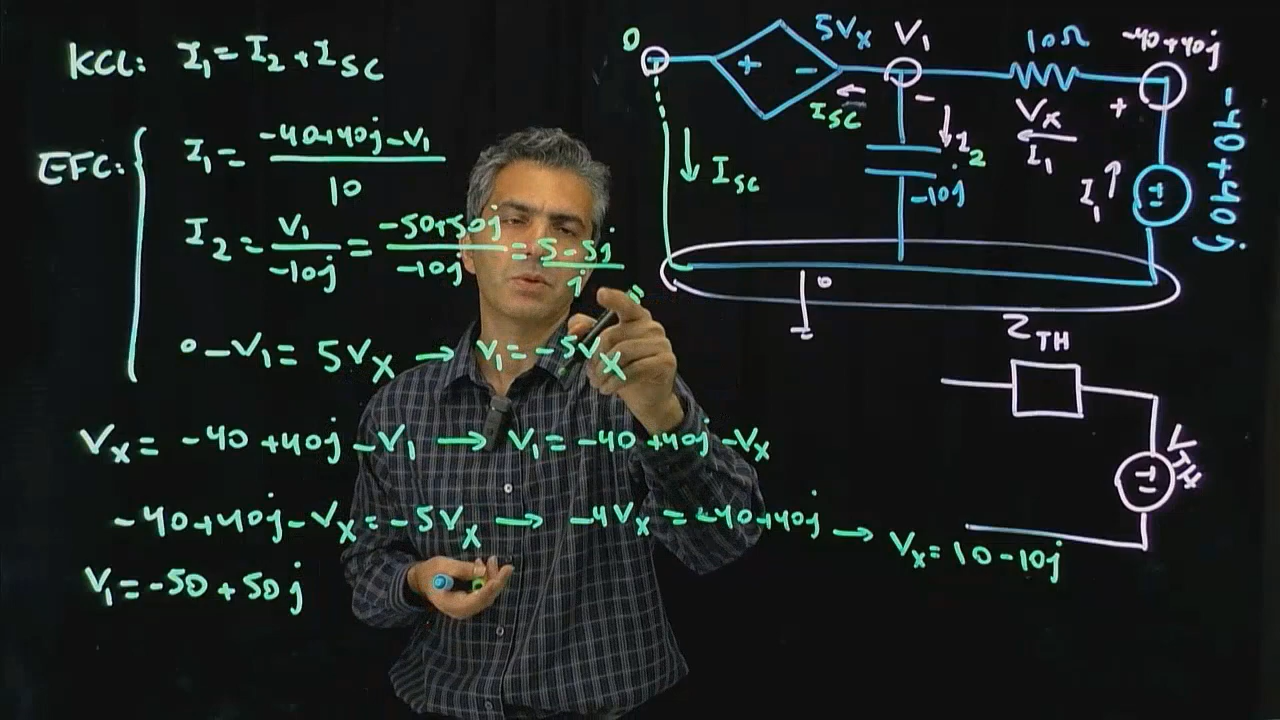 KCL: I₁ = I₂ + Isc
EFC: { I₁ = (-40+40j - V₁) / 10
I₂ = V₁ / -10j = (-50+50j) / -10j = (5-5j) / j =
0 - V₁ = 5Vx → V₁ = -5Vx
Vx = -40 + 40j - V₁ → V₁ = -40 + 40j - Vx
-40 + 40j - Vx = -5Vx → -4Vx = -40+40j → Vx = 10 - 10j
V₁ = -50 + 50j
0
+ -
5Vx
V₁
10Ω
-40+40j
Isc
-
Vx
+
I₁
I₂
-10j
I₁
+ -
-40+40j
Isc
0
ZTH
+ -
VTH